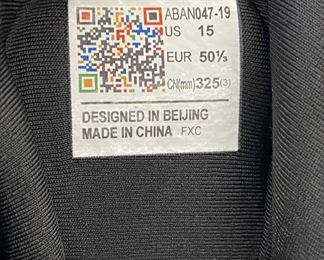 ABAN047-19
US 15
EUR 50⅓
CN(mm)325(3)
DESIGNED IN BEIJING
MADE IN CHINA FXC